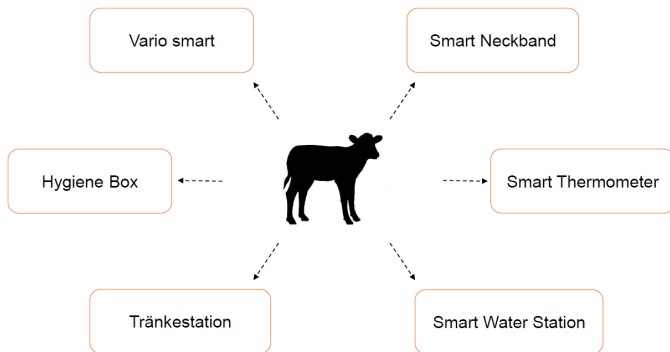 Vario smart
Smart Neckband
Hygiene Box
Smart Thermometer
Tränkestation
Smart Water Station